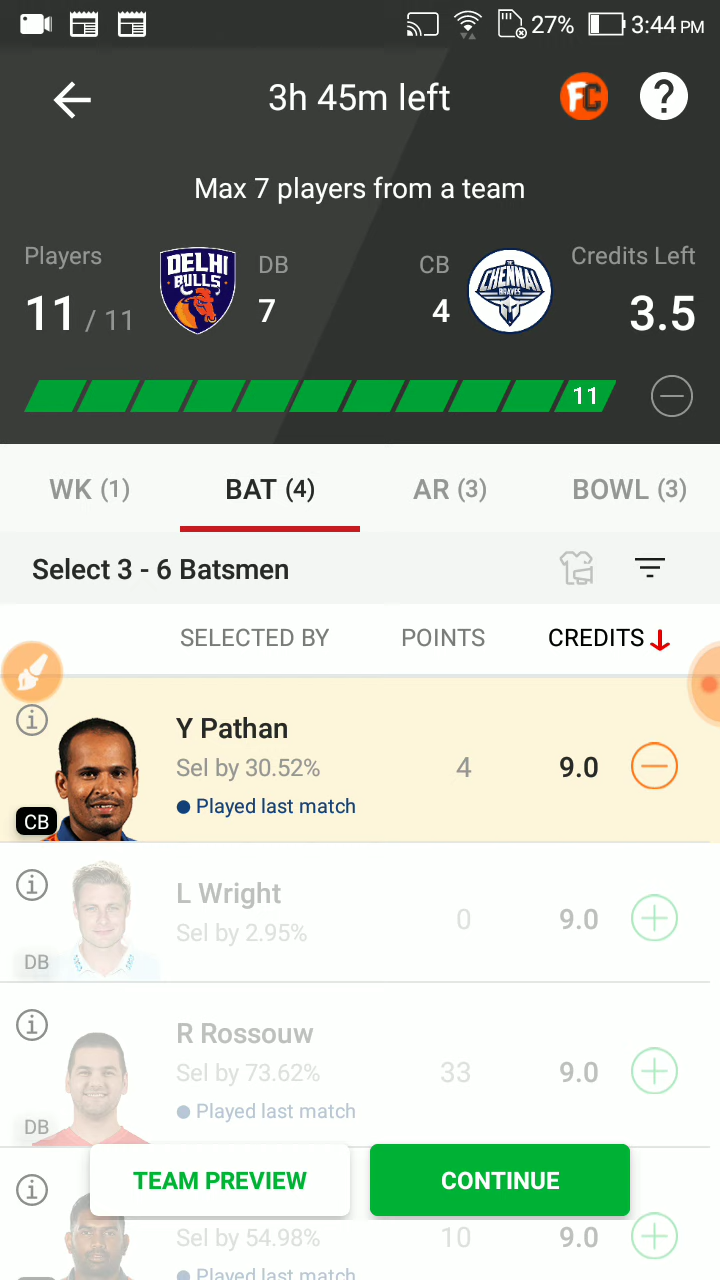 27% 3:44 PM
3h 45m left
FC ?
Max 7 players from a team
Players DB CB Credits Left
DELHI BULLS CHENNAI BRAVES
11 / 11 7 4 3.5
11
WK (1) BAT (4) AR (3) BOWL (3)
Select 3 - 6 Batsmen
SELECTED BY POINTS CREDITS
Y Pathan
Sel by 30.52% 4 9.0
Played last match
CB
L Wright
Sel by 2.95% 0 9.0
DB
R Rossouw
Sel by 73.62% 33 9.0
Played last match
DB
TEAM PREVIEW CONTINUE
Sel by 54.98% 10 9.0
Played last match